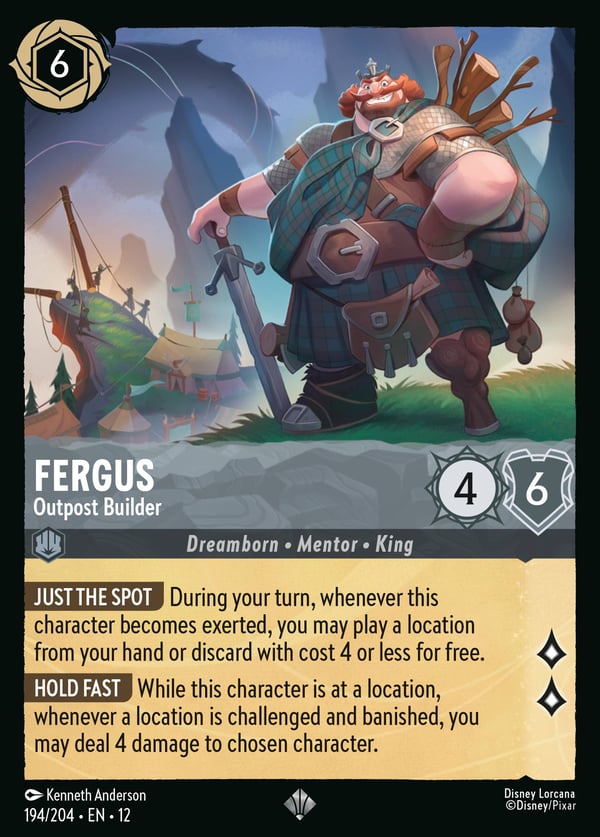 6
FERGUS
Outpost Builder
4
6
Dreamborn • Mentor • King
JUST THE SPOT During your turn, whenever this
character becomes exerted, you may play a location
from your hand or discard with cost 4 or less for free.
HOLD FAST While this character is at a location,
whenever a location is challenged and banished, you
may deal 4 damage to chosen character.
Kenneth Anderson
194/204 • EN • 12
Disney Lorcana
©Disney/Pixar